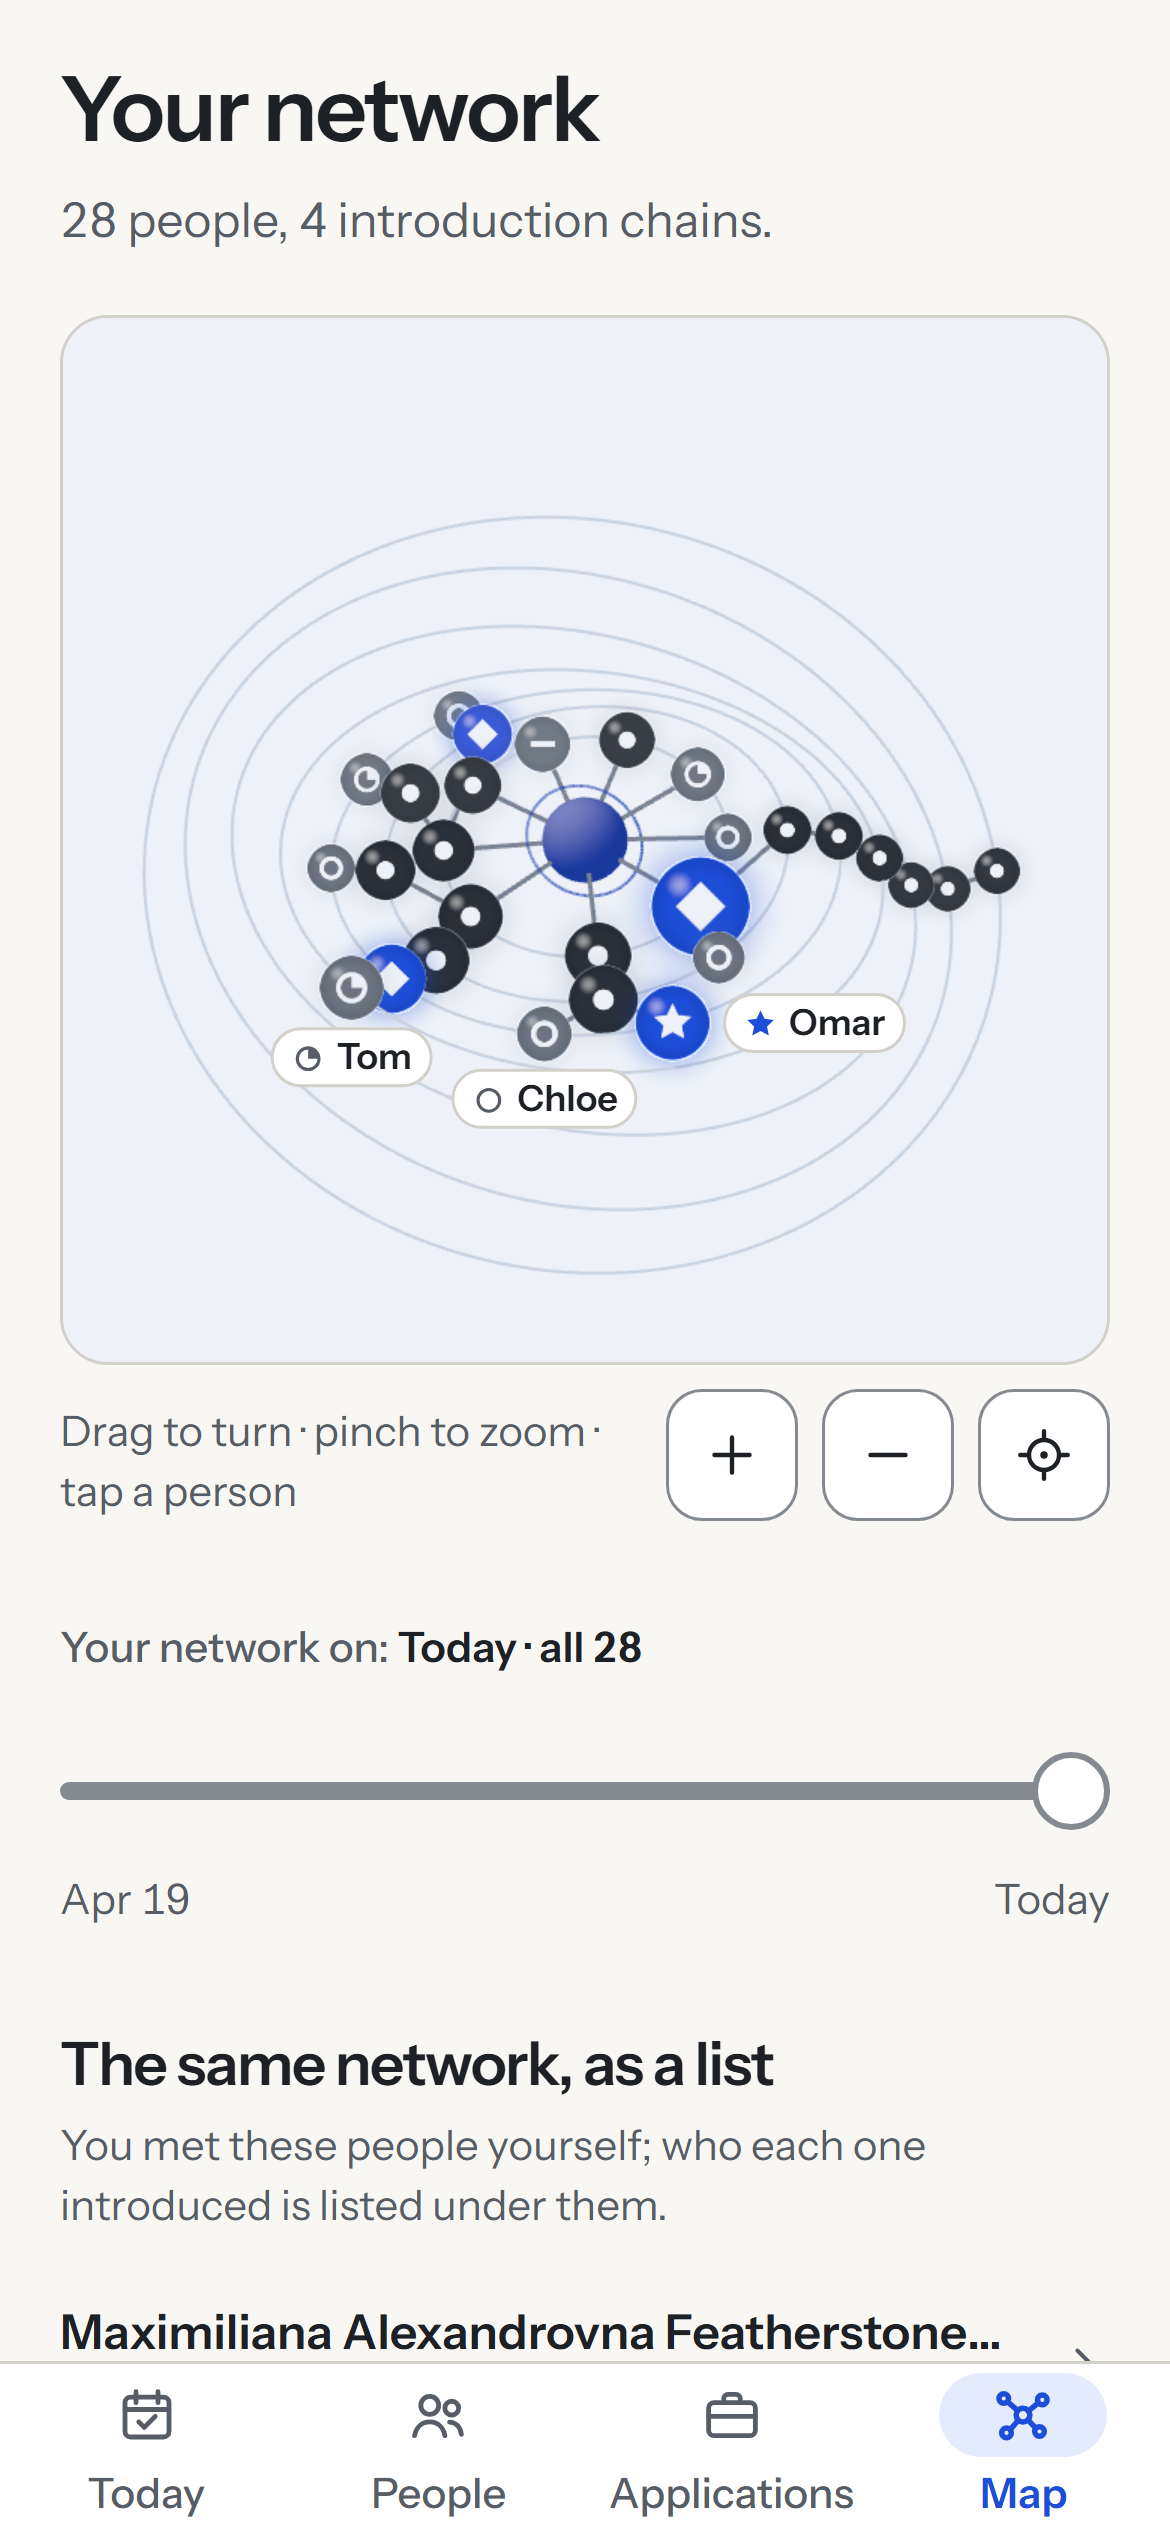 Your network
28 people, 4 introduction chains.
Omar
Tom
Chloe
Drag to turn · pinch to zoom ·
tap a person
Your network on: Today · all 28
Apr 19
Today
The same network, as a list
You met these people yourself; who each one
introduced is listed under them.
Maximiliana Alexandrovna Featherstone...
Today
People
Applications
Map